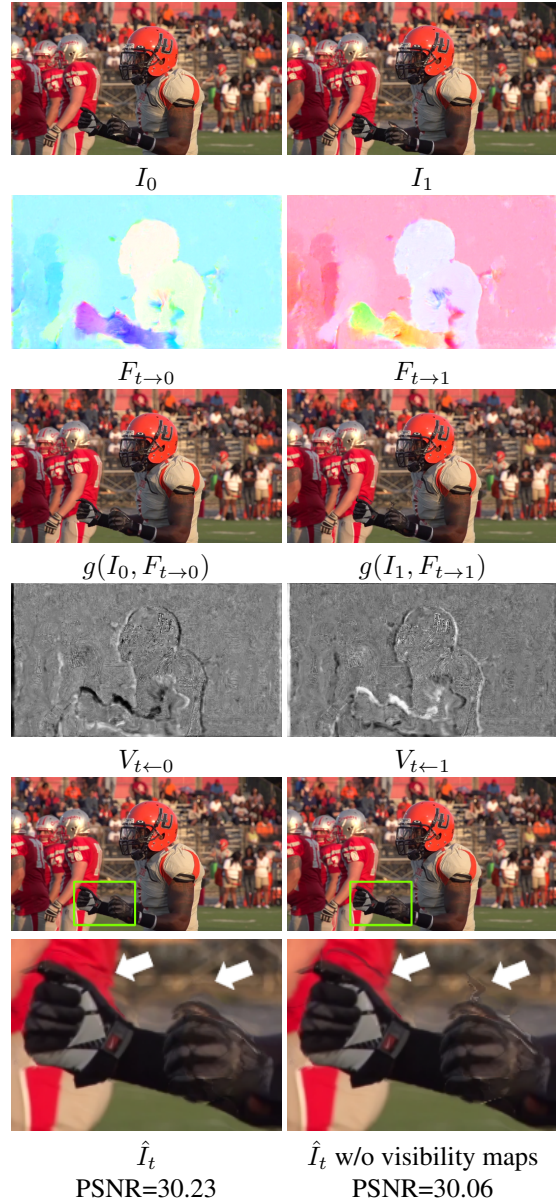 I_0 I_1
F_{t→0} F_{t→1}
g(I_0, F_{t→0}) g(I_1, F_{t→1})
V_{t←0} V_{t←1}
Î_t Î_t w/o visibility maps
PSNR=30.23 PSNR=30.06